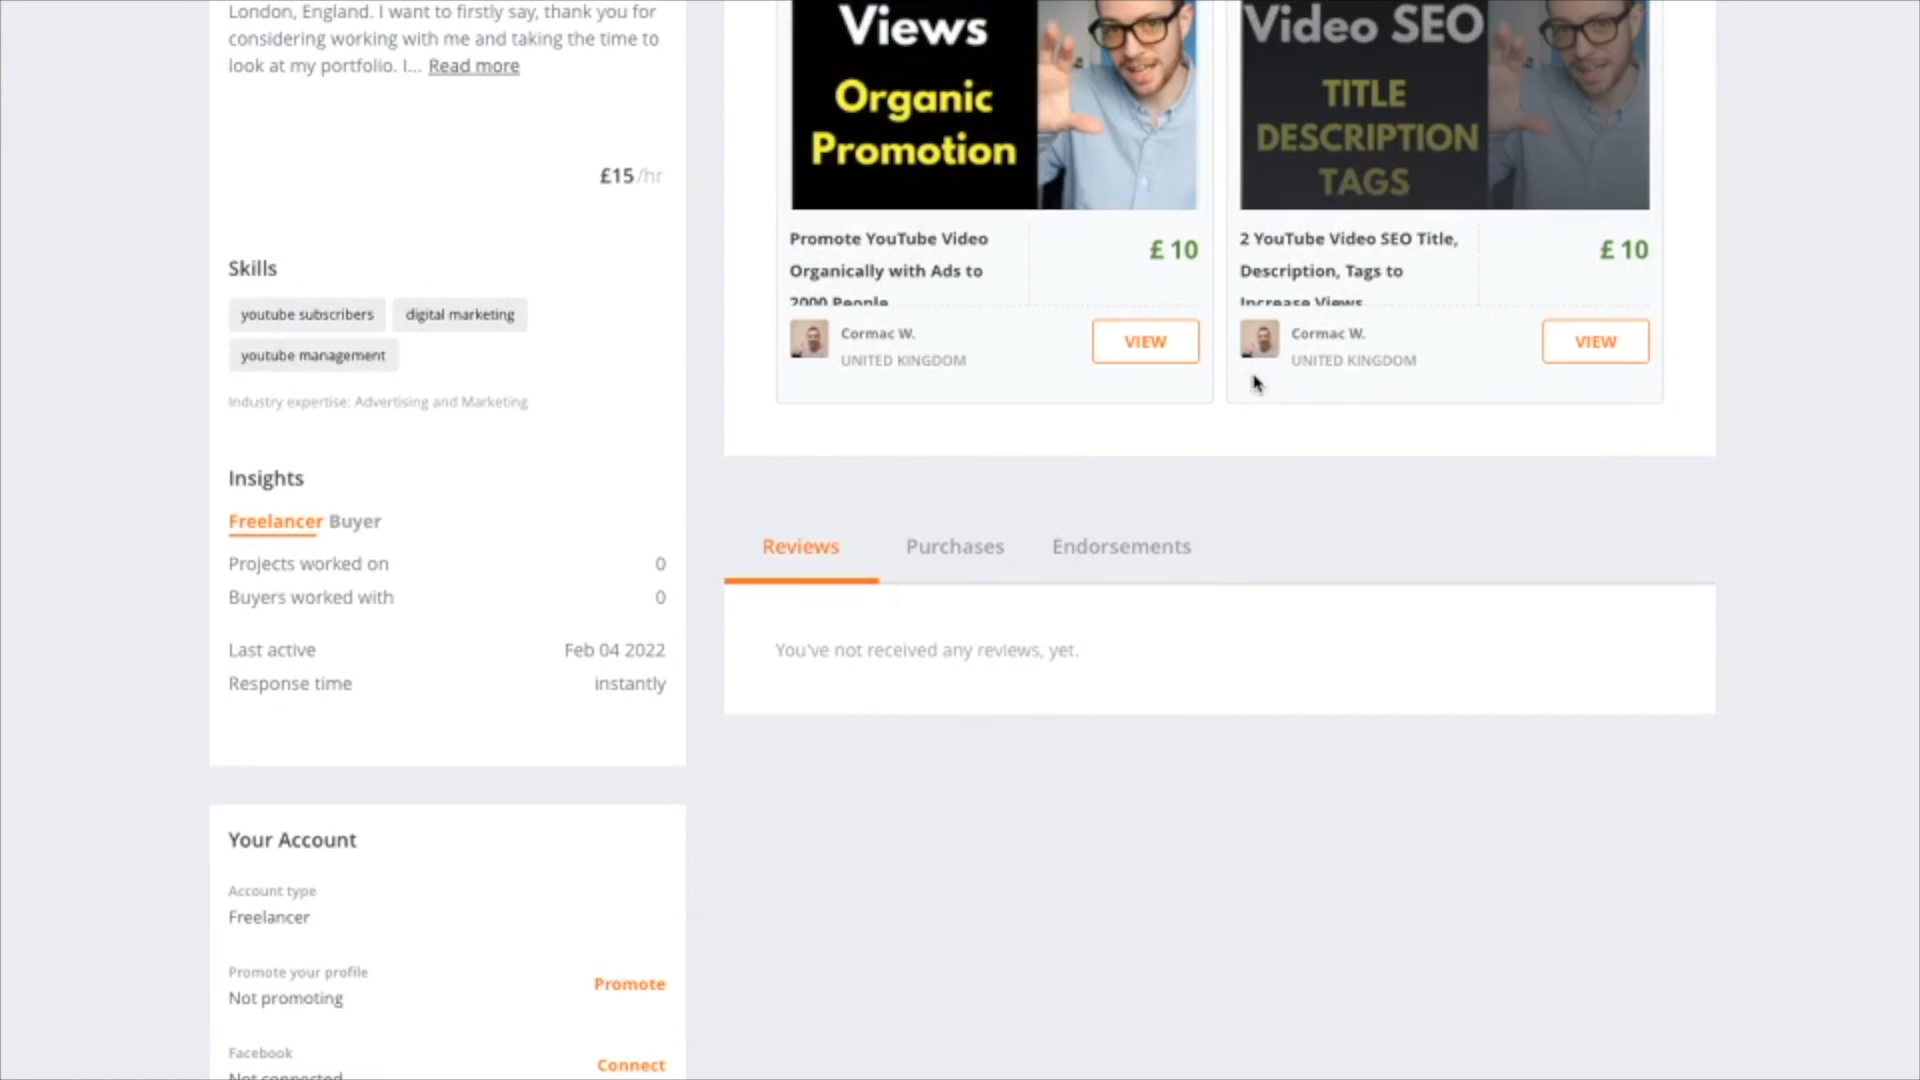 London, England. I want to firstly say, thank you for
considering working with me and taking the time to
look at my portfolio. I... Read more
£15/hr
Skills
youtube subscribers
digital marketing
youtube management
Industry expertise: Advertising and Marketing
Insights
Freelancer Buyer
Projects worked on 0
Buyers worked with 0
Last active Feb 04 2022
Response time instantly
Your Account
Account type
Freelancer
Promote your profile
Not promoting
Promote
Facebook
Not connected
Connect
Views
Organic
Promotion
Promote YouTube Video
Organically with Ads to
2000 People
£ 10
Cormac W.
UNITED KINGDOM
VIEW
Video SEO
TITLE
DESCRIPTION
TAGS
2 YouTube Video SEO Title,
Description, Tags to
Increase Views
£ 10
Cormac W.
UNITED KINGDOM
VIEW
Reviews
Purchases
Endorsements
You've not received any reviews, yet.